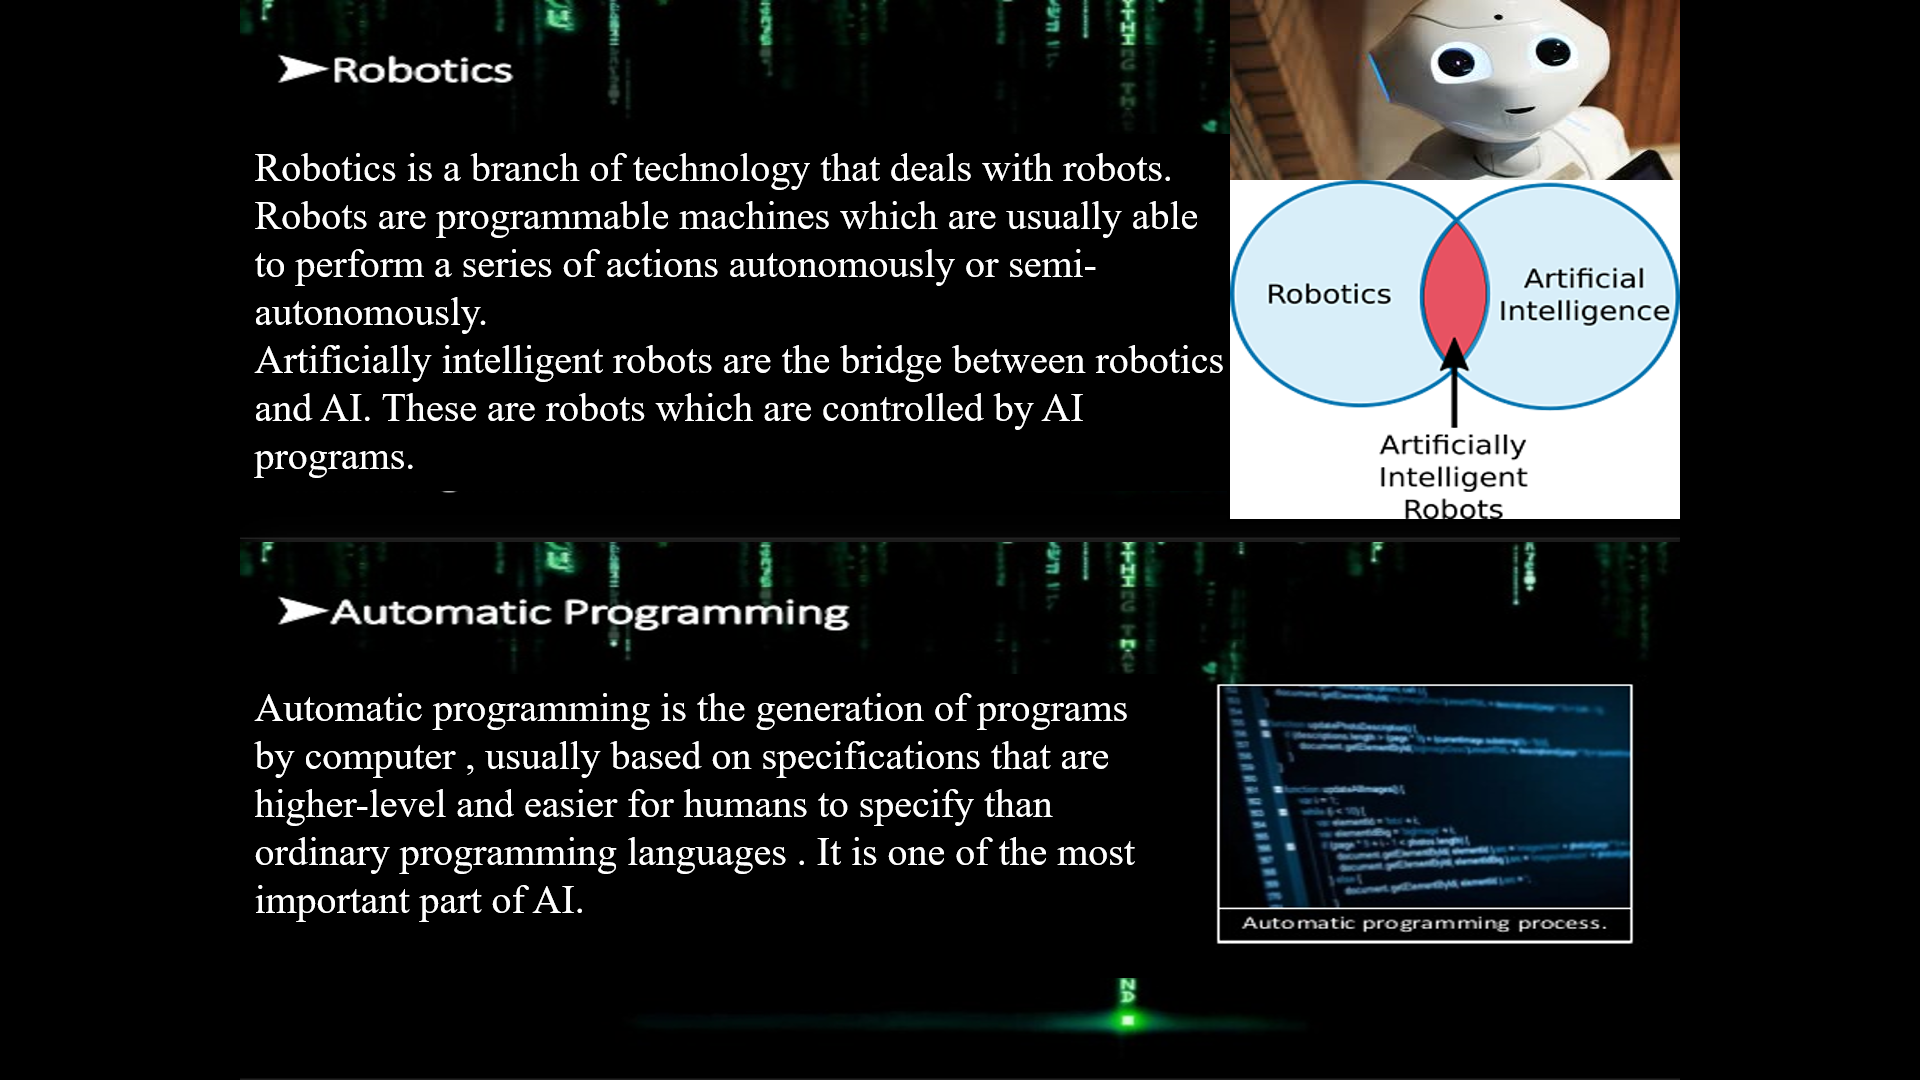 ➤Robotics
Robotics is a branch of technology that deals with robots.
Robots are programmable machines which are usually able
to perform a series of actions autonomously or semi-
autonomously.
Artificially intelligent robots are the bridge between robotics
and AI. These are robots which are controlled by AI
programs.
Robotics
Artificial
Intelligence
Artificially
Intelligent
Robots
➤Automatic Programming
Automatic programming is the generation of programs
by computer , usually based on specifications that are
higher-level and easier for humans to specify than
ordinary programming languages . It is one of the most
important part of AI.
Automatic programming process.